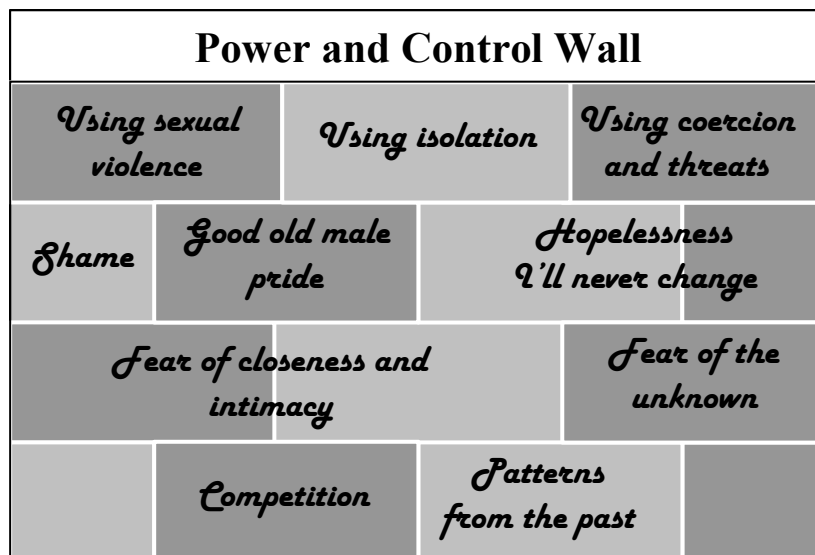 Power and Control Wall
Using sexual violence
Using isolation
Using coercion and threats
Shame
Good old male pride
Hopelessness
I'll never change
Fear of closeness and intimacy
Fear of the unknown
Competition
Patterns from the past